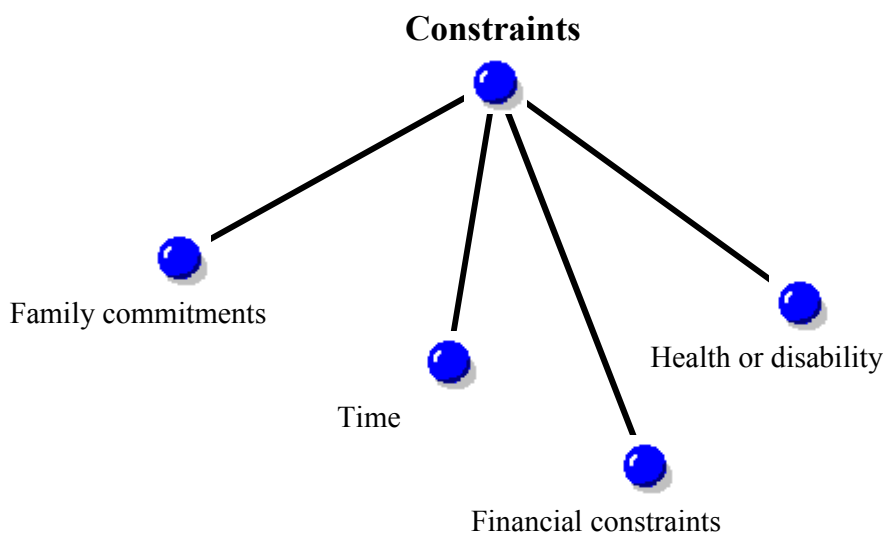 Constraints
Family commitments
Health or disability
Time
Financial constraints